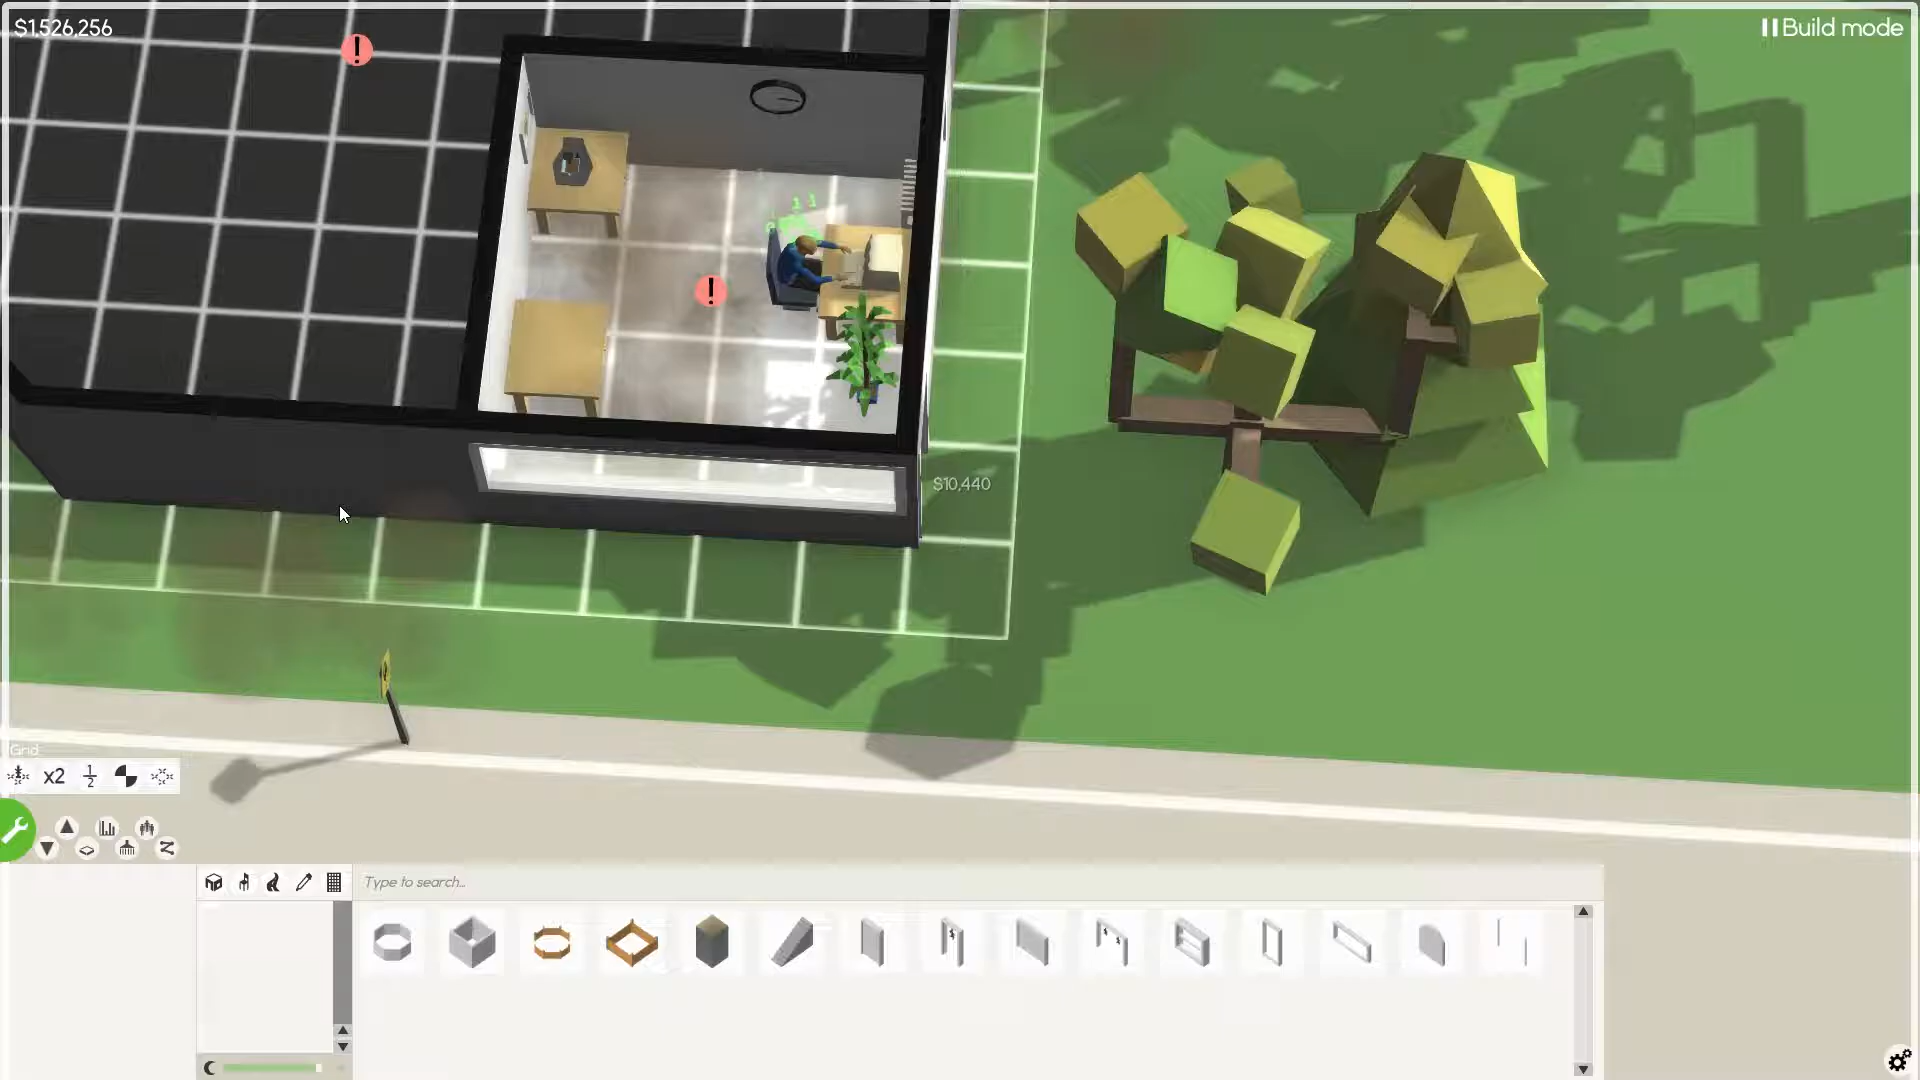 $1,526,256
Build mode
$10,440
Grid
x2
1/2
Type to search...